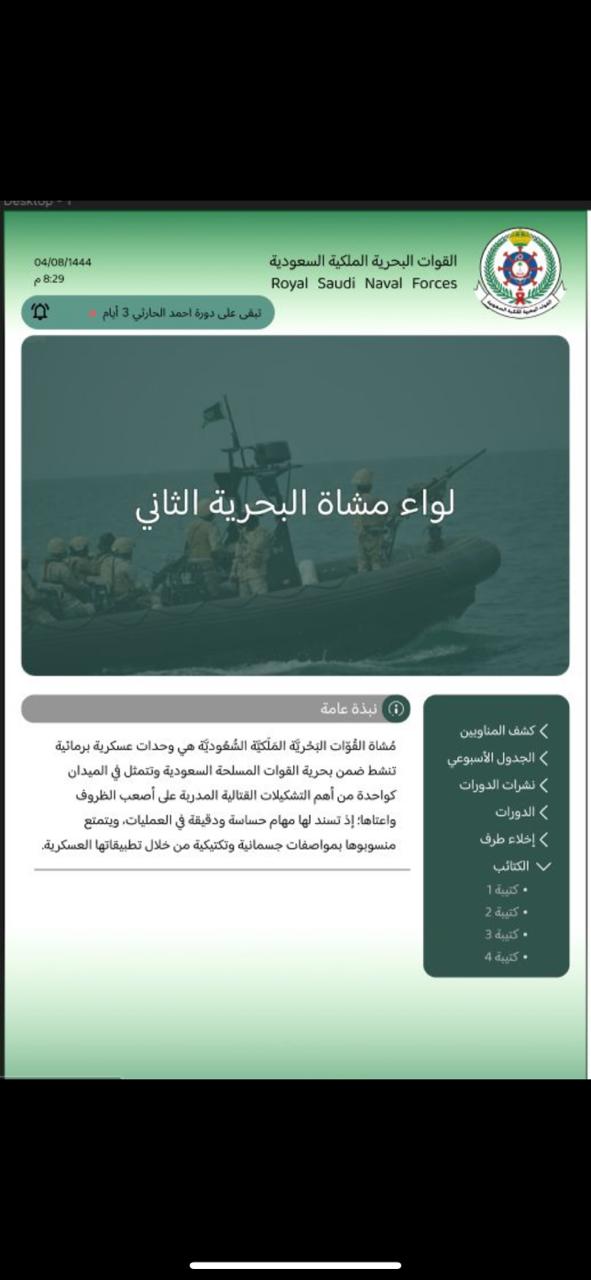 Desktop - 1
القوات البحرية الملكية السعودية
Royal Saudi Naval Forces
04/08/1444
8:29 م
تبقى على دورة احمد الحارثي 3 أيام
لواء مشاة البحرية الثاني
كشف المناوبين
الجدول الأسبوعي
نشرات الدورات
الدورات
إخلاء طرف
الكتائب
• كتيبة 1
• كتيبة 2
• كتيبة 3
• كتيبة 4
نبذة عامة
مُشاة القُوّات البَحْريَّة المَلَكيَّة السُّعُوديَّة هي وحدات عسكرية برمائية
تنشط ضمن بحرية القوات المسلحة السعودية وتتمثل في الميدان
كواحدة من أهم التشكيلات القتالية المدربة على أصعب الظروف
واعتاها؛ إذ تسند لها مهام حساسة ودقيقة في العمليات، ويتمتع
منسوبوها بمواصفات جسمانية وتكتيكية من خلال تطبيقاتها العسكرية.